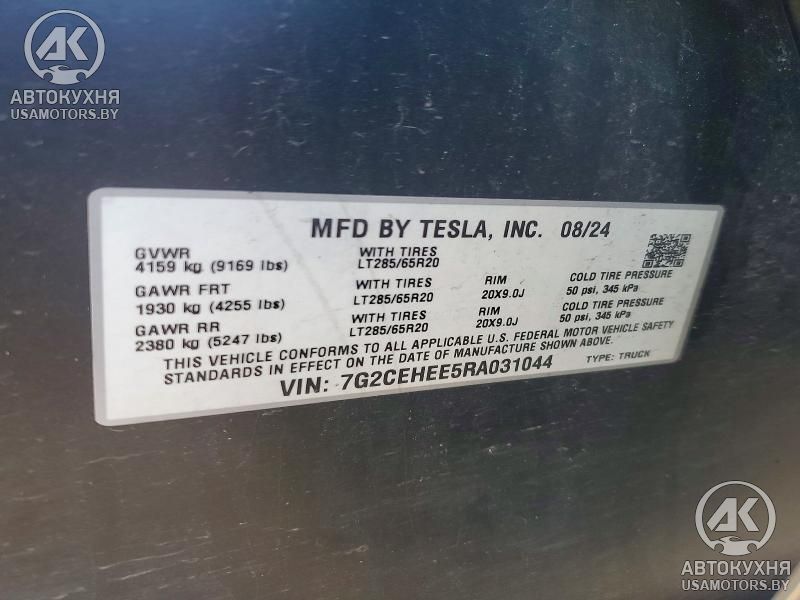 AK
АВТОКУХНЯ
USAMOTORS.BY
MFD BY TESLA, INC. 08/24
GVWR WITH TIRES
4159 kg (9169 lbs) LT285/65R20
GAWR FRT WITH TIRES RIM COLD TIRE PRESSURE
1930 kg (4255 lbs) LT285/65R20 20X9.0J 50 psi, 345 kPa
GAWR RR WITH TIRES RIM COLD TIRE PRESSURE
2380 kg (5247 lbs) LT285/65R20 20X9.0J 50 psi, 345 kPa
THIS VEHICLE CONFORMS TO ALL APPLICABLE U.S. FEDERAL MOTOR VEHICLE SAFETY
STANDARDS IN EFFECT ON THE DATE OF MANUFACTURE SHOWN ABOVE.
VIN: 7G2CEHEE5RA031044 TYPE: TRUCK
AK
АВТОКУХНЯ
USAMOTORS.BY